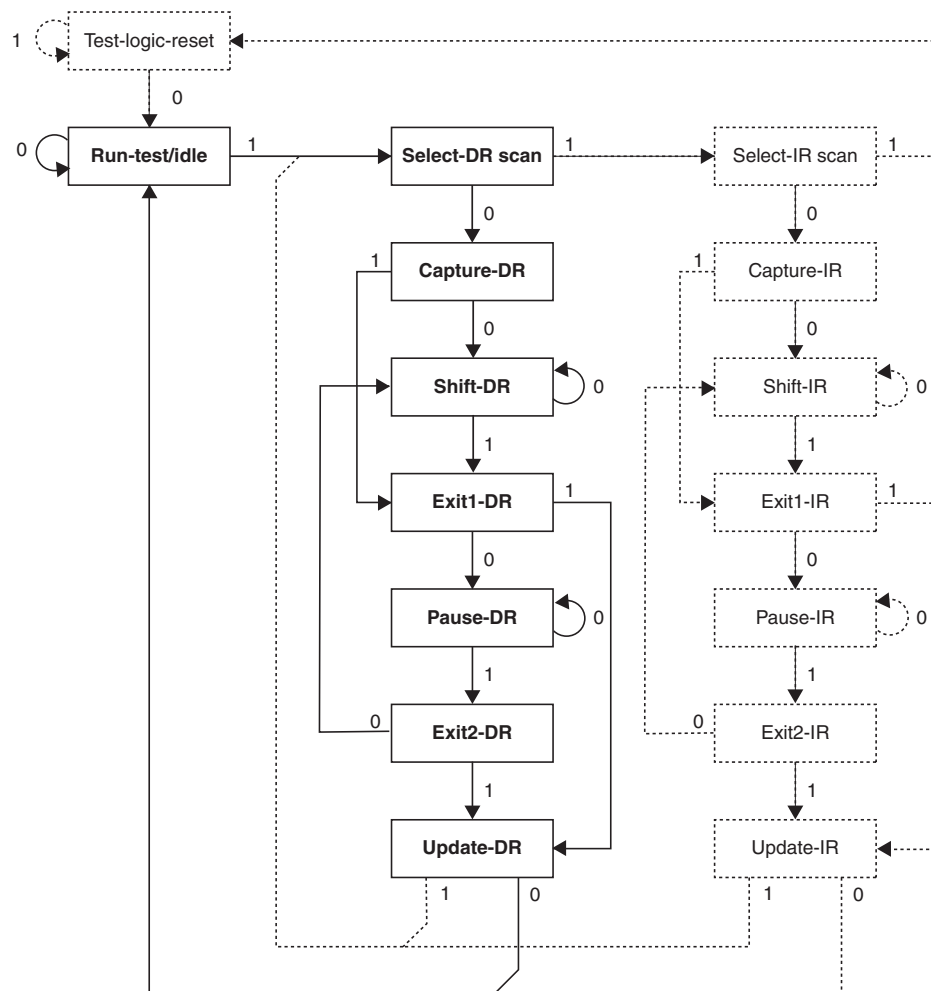 1
Test-logic-reset
0
0
Run-test/idle
1
Select-DR scan
1
Select-IR scan
1
0
0
1
Capture-DR
1
Capture-IR
0
0
Shift-DR
0
Shift-IR
0
1
1
Exit1-DR
1
Exit1-IR
1
0
0
Pause-DR
0
Pause-IR
0
1
1
0
Exit2-DR
0
Exit2-IR
1
1
Update-DR
Update-IR
1
0
1
0